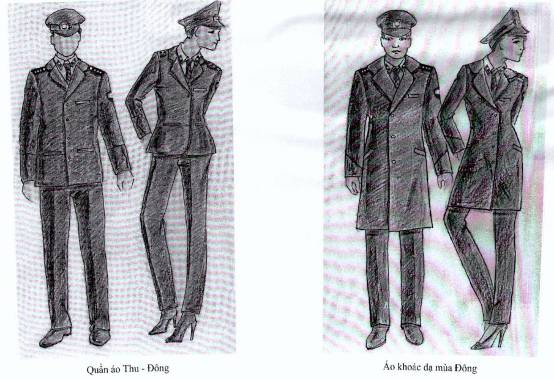 Quần áo Thu - Đông
Áo khoác dạ mùa Đông